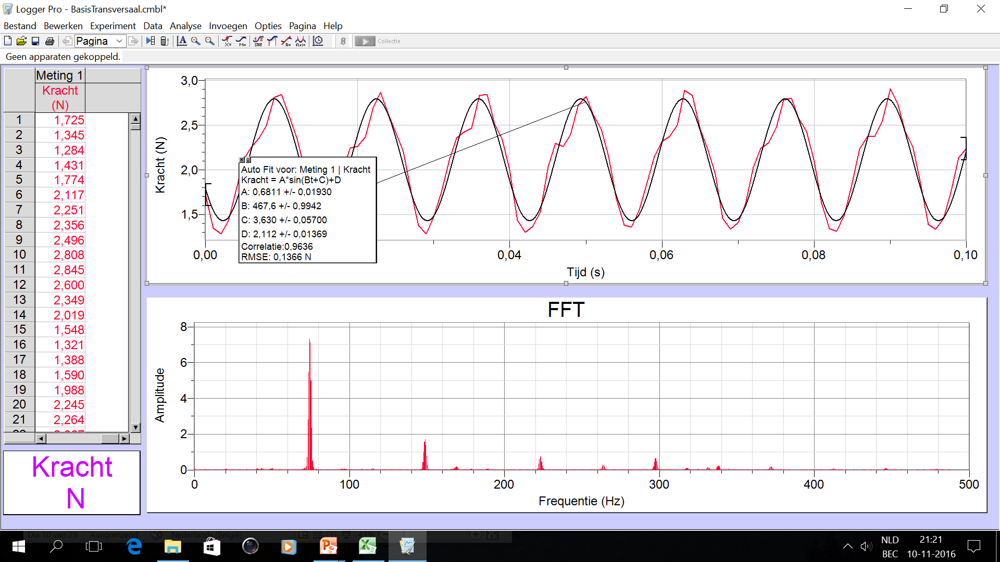 Logger Pro - BasisTransversaal.cmbl*
Bestand Bewerken Experiment Data Analyse Invoegen Opties Pagina Help
Pagina
Collectie
Geen apparaten gekoppeld.
Meting 1
Kracht
(N)
1 1,725
2 1,345
3 1,284
4 1,431
5 1,774
6 2,117
7 2,251
8 2,356
9 2,496
10 2,808
11 2,845
12 2,600
13 2,349
14 2,019
15 1,548
16 1,321
17 1,388
18 1,590
19 1,988
20 2,245
21 2,264
Kracht
N
Kracht (N)
3,0
2,5
2,0
1,5
Auto Fit voor: Meting 1 | Kracht
Kracht = A*sin(Bt+C)+D
A: 0,6811 +/- 0,01930
B: 467,6 +/- 0,9942
C: 3,630 +/- 0,05700
D: 2,112 +/- 0,01369
Correlatie:0,9636
RMSE: 0,1366 N
0,00 0,04 0,06 0,08 0,10
Tijd (s)
FFT
Amplitude
8
6
4
2
0
0 100 200 300 400 500
Frequentie (Hz)
Dia 10 van 29 'Aangrenzend' Nederlands (België) 41%
NLD
BEC
21:21
10-11-2016